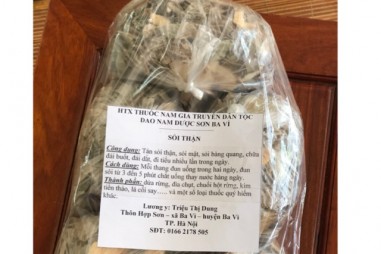 HTX THUỐC NAM GIA TRUYỀN DÂN TỘC
DAO NAM DƯỢC SƠN BA VÌ
SỎI THẬN
Công dụng: Tán sỏi thận, sỏi mật, sỏi bàng quang, chữa
đái buốt, đái dắt, đi tiểu nhiều lần trong ngày.
Cách dùng: Mỗi thang đun uống trong hai ngày, đun
sôi từ 3 đến 5 phút chắt uống thay nước hàng ngày.
Thành phần: dứa rừng, đìa chụt, chuối hột rừng, kim
tiền thảo, lá cối xay..... và một số loại thuốc quý hiếm
khác.
Lương y: Triệu Thị Dung
Thôn Hợp Sơn – xã Ba Vì – huyện Ba Vì
TP. Hà Nội
SĐT: 0166 2178 505